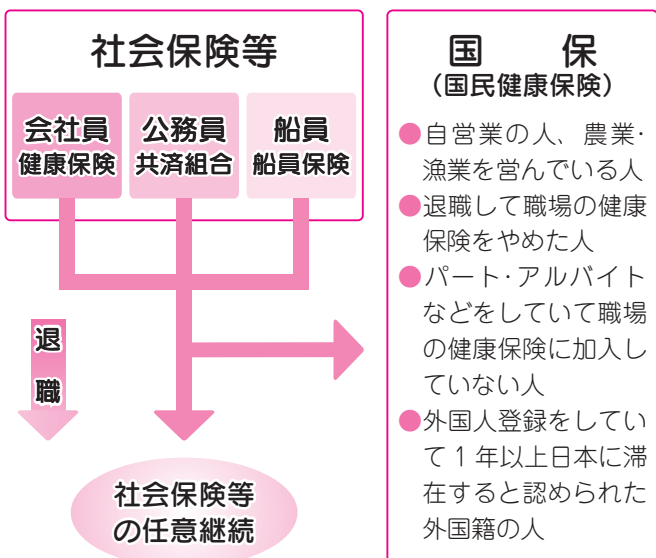 社会保険等
会社員
健康保険
公務員
共済組合
船員
船員保険
退
職
社会保険等
の任意継続
国 保
(国民健康保険)
●自営業の人、農業・
漁業を営んでいる人
●退職して職場の健康
保険をやめた人
●パート・アルバイト
などをしていて職場
の健康保険に加入し
ていない人
●外国人登録をしてい
て1年以上日本に滞
在すると認められた
外国籍の人